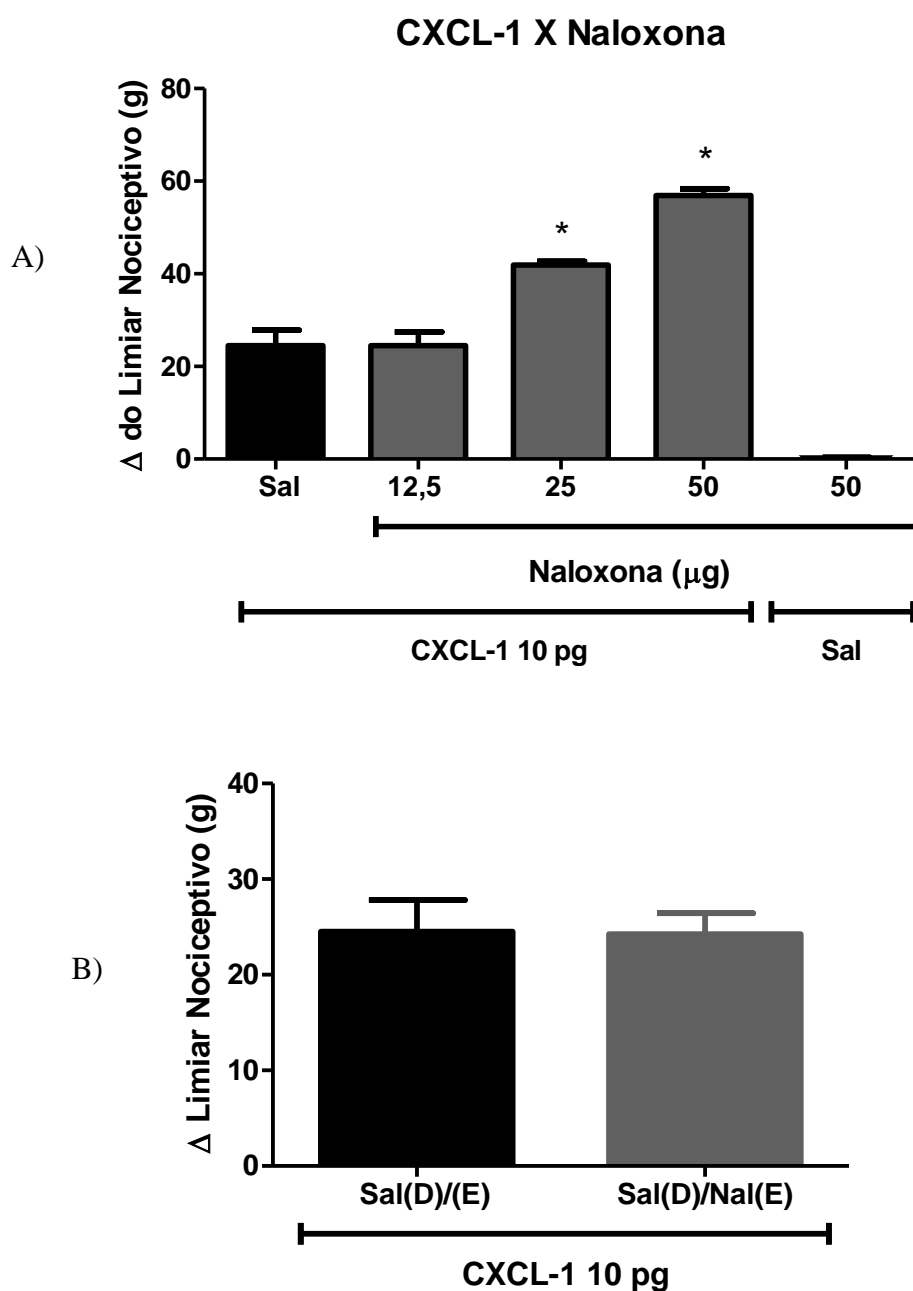 CXCL-1 X Naloxona
A)
Δ do Limiar Nociceptivo (g)
80
60
40
20
0
*
*
Sal 12,5 25 50 50
Naloxona (μg)
CXCL-1 10 pg Sal
B)
Δ Limiar Nociceptivo (g)
40
30
20
10
0
Sal(D)/(E) Sal(D)/Nal(E)
CXCL-1 10 pg